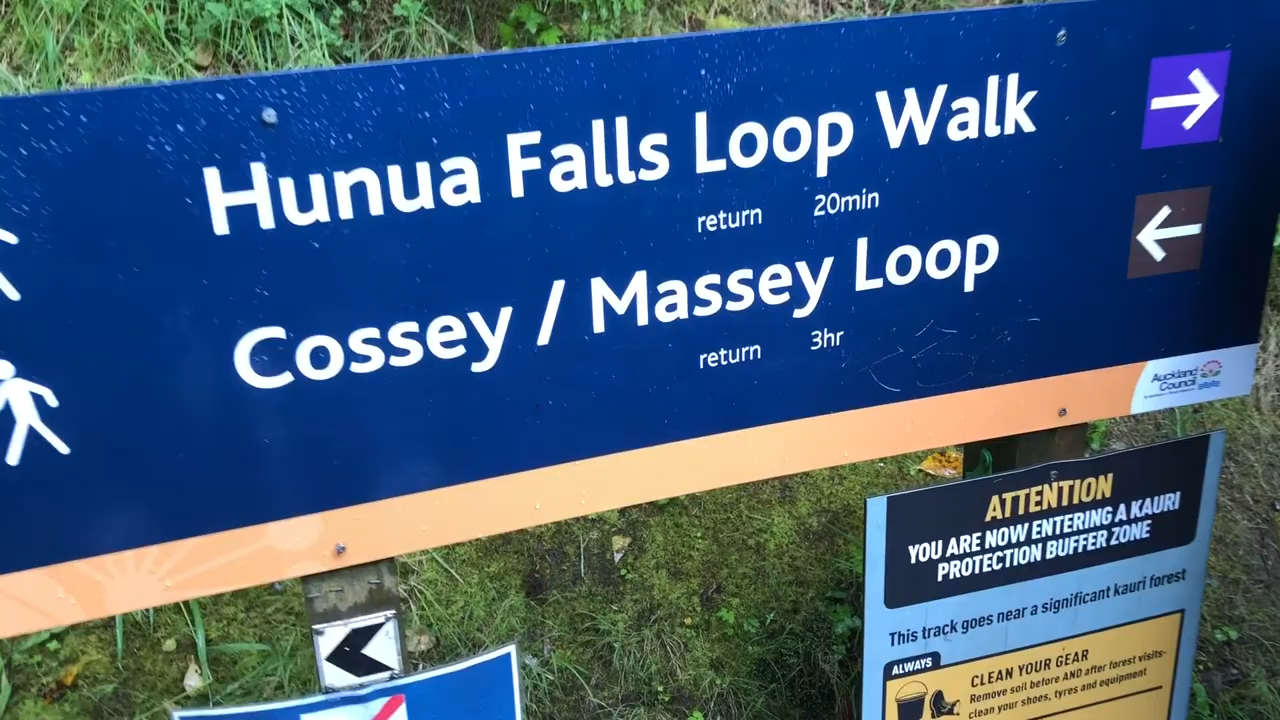 Hunua Falls Loop Walk
return 20min
Cossey / Massey Loop
return 3hr
Auckland
Council
ATTENTION
YOU ARE NOW ENTERING A KAURI
PROTECTION BUFFER ZONE
This track goes near a significant kauri forest
ALWAYS
CLEAN YOUR GEAR
Remove soil before AND after forest visits-
clean your shoes, tyres and equipment